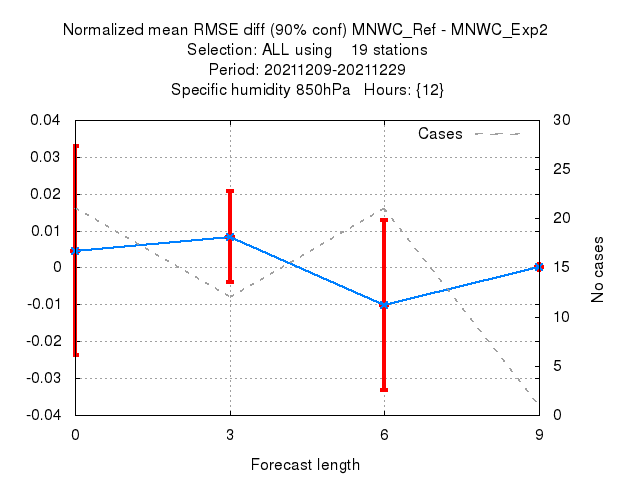 Normalized mean RMSE diff (90% conf) MNWC_Ref - MNWC_Exp2
Selection: ALL using    19 stations
Period: 20211209-20211229
Specific humidity 850hPa   Hours: {12}
Cases
0.04
0.03
0.02
0.01
0
-0.01
-0.02
-0.03
-0.04
30
25
20
15
10
5
0
No cases
0 3 6 9
Forecast length